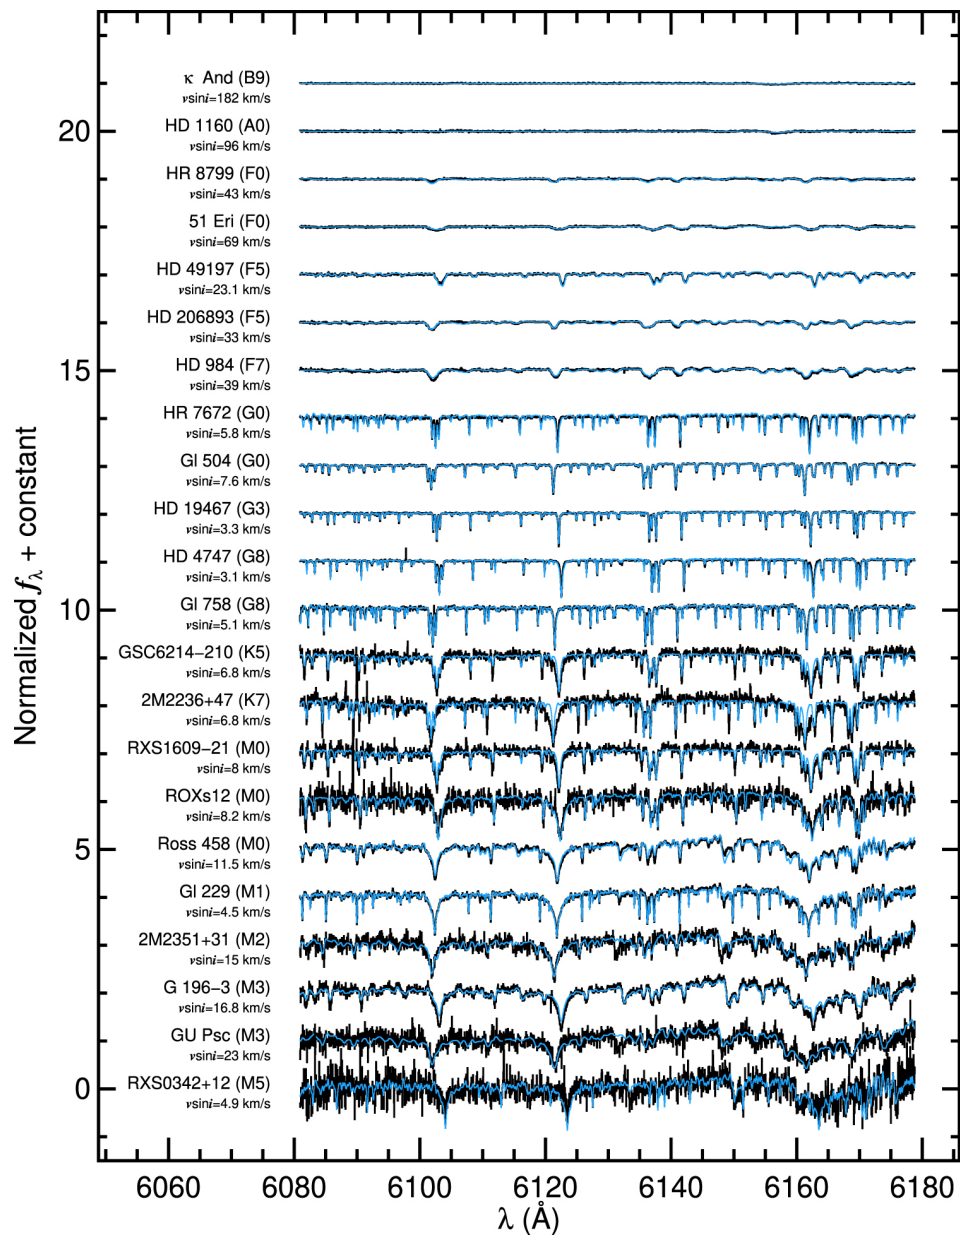 κ And (B9)
vsini=182 km/s
20
HD 1160 (A0)
vsini=96 km/s
HR 8799 (F0)
vsini=43 km/s
51 Eri (F0)
vsini=69 km/s
HD 49197 (F5)
vsini=23.1 km/s
HD 206893 (F5)
vsini=33 km/s
15
HD 984 (F7)
vsini=39 km/s
HR 7672 (G0)
vsini=5.8 km/s
Gl 504 (G0)
vsini=7.6 km/s
HD 19467 (G3)
vsini=3.3 km/s
HD 4747 (G8)
vsini=3.1 km/s
10
Gl 758 (G8)
vsini=5.1 km/s
GSC6214−210 (K5)
vsini=6.8 km/s
2M2236+47 (K7)
vsini=6.8 km/s
RXS1609−21 (M0)
vsini=8 km/s
ROXs12 (M0)
vsini=8.2 km/s
5
Ross 458 (M0)
vsini=11.5 km/s
Gl 229 (M1)
vsini=4.5 km/s
2M2351+31 (M2)
vsini=15 km/s
G 196−3 (M3)
vsini=16.8 km/s
GU Psc (M3)
vsini=23 km/s
0
RXS0342+12 (M5)
vsini=4.9 km/s
Normalized fλ + constant
6060 6080 6100 6120 6140 6160 6180
λ (Å)